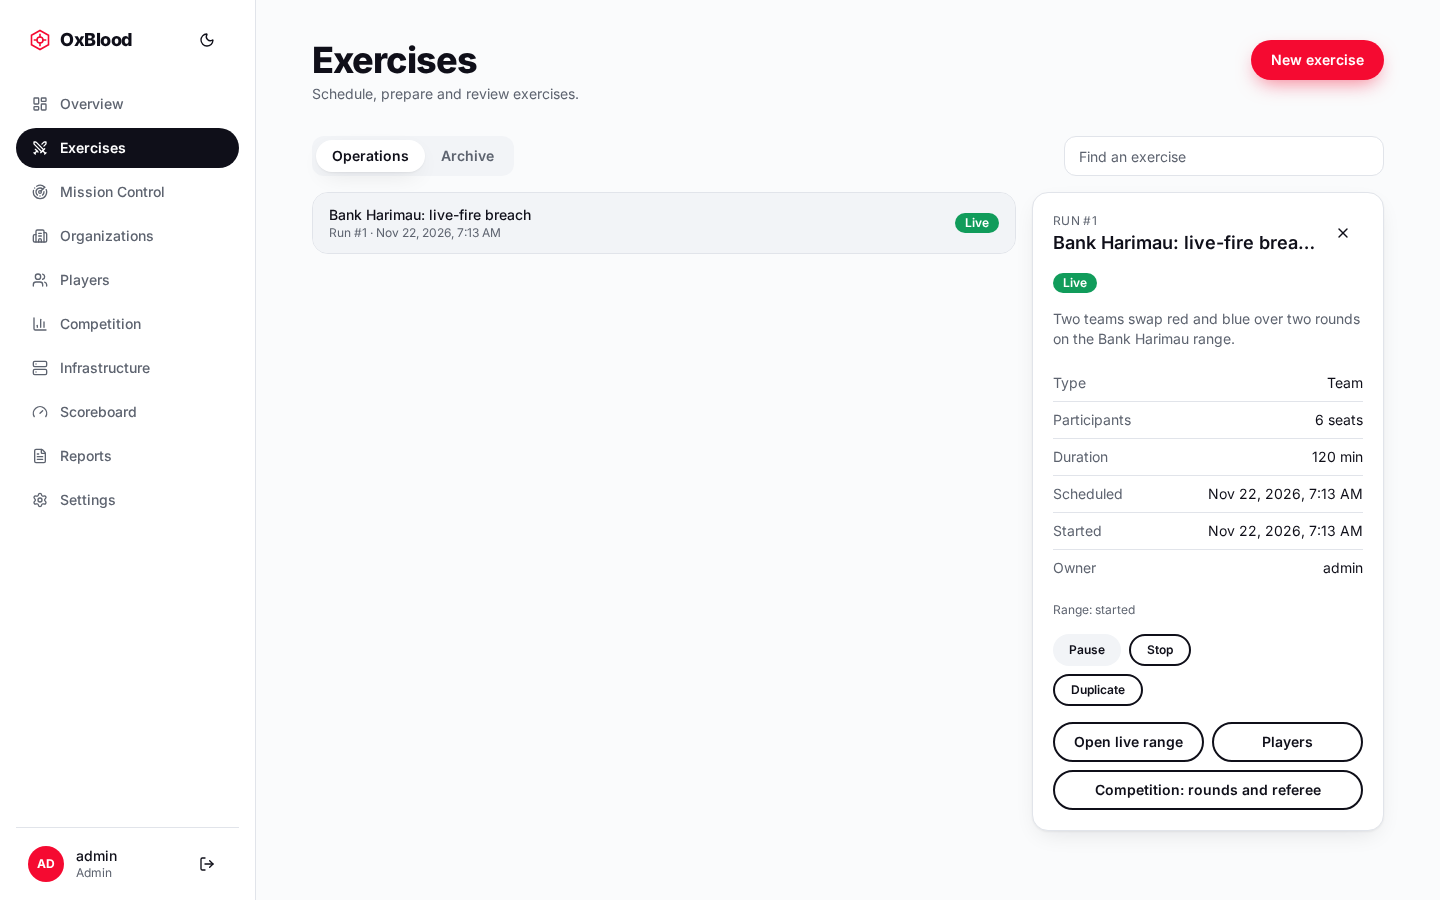 OxBlood
Overview
Exercises
Mission Control
Organizations
Players
Competition
Infrastructure
Scoreboard
Reports
Settings
AD
admin
Admin
Exercises
Schedule, prepare and review exercises.
New exercise
Operations
Archive
Find an exercise
Bank Harimau: live-fire breach
Run #1 · Nov 22, 2026, 7:13 AM
Live
RUN #1
Bank Harimau: live-fire brea...
Live
Two teams swap red and blue over two rounds
on the Bank Harimau range.
Type Team
Participants 6 seats
Duration 120 min
Scheduled Nov 22, 2026, 7:13 AM
Started Nov 22, 2026, 7:13 AM
Owner admin
Range: started
Pause Stop
Duplicate
Open live range Players
Competition: rounds and referee